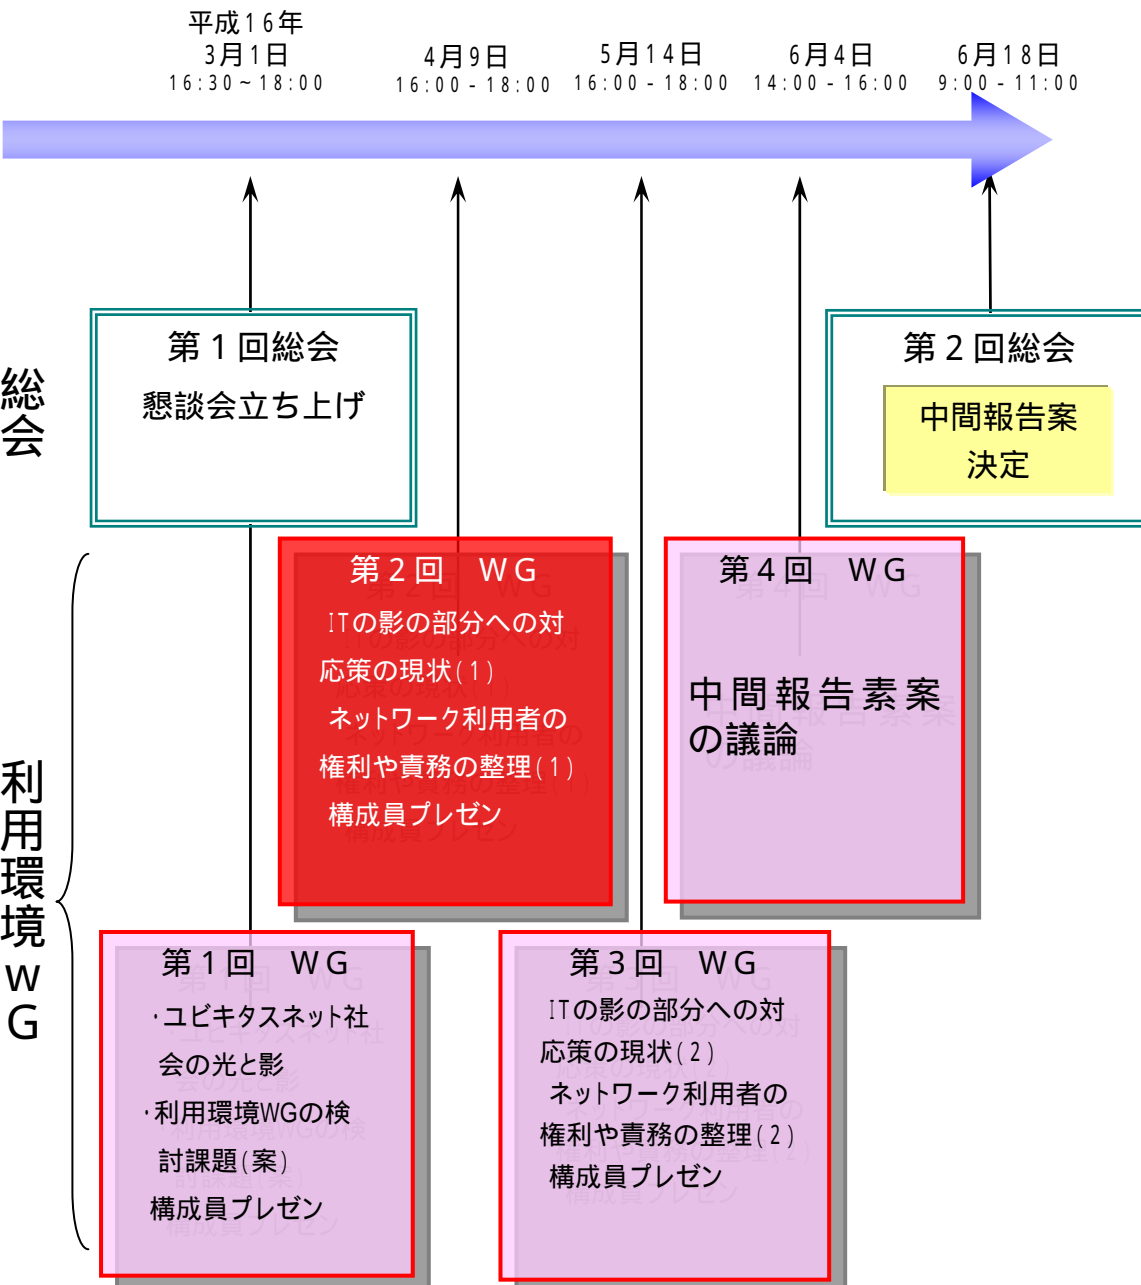 平成16年
3月1日
16:30~18:00
4月9日
16:00-18:00
5月14日
16:00-18:00
6月4日
14:00-16:00
6月18日
9:00-11:00
総会
第1回総会
懇談会立ち上げ
第2回総会
中間報告案
決定
利用環境WG
第2回 WG
ITの影の部分への対
応策の現状(1)
ネットワーク利用者の
権利や責務の整理(1)
構成員プレゼン
第4回 WG
中間報告素案
の議論
第1回 WG
・ユビキタスネット社
会の光と影
・利用環境WGの検
討課題(案)
構成員プレゼン
第3回 WG
ITの影の部分への対
応策の現状(2)
ネットワーク利用者の
権利や責務の整理(2)
構成員プレゼン